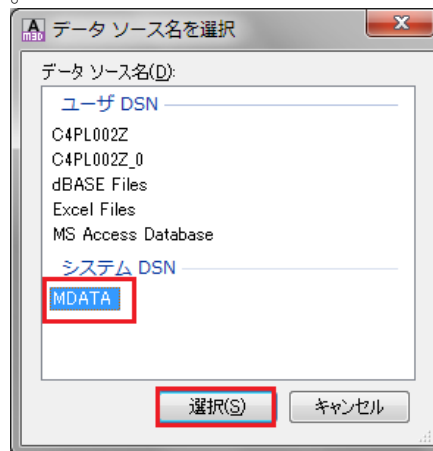 データ ソース名を選択
データ ソース名(D):
ユーザ DSN
C4PL002Z
C4PL002Z_0
dBASE Files
Excel Files
MS Access Database
システム DSN
MDATA
選択(S) キャンセル